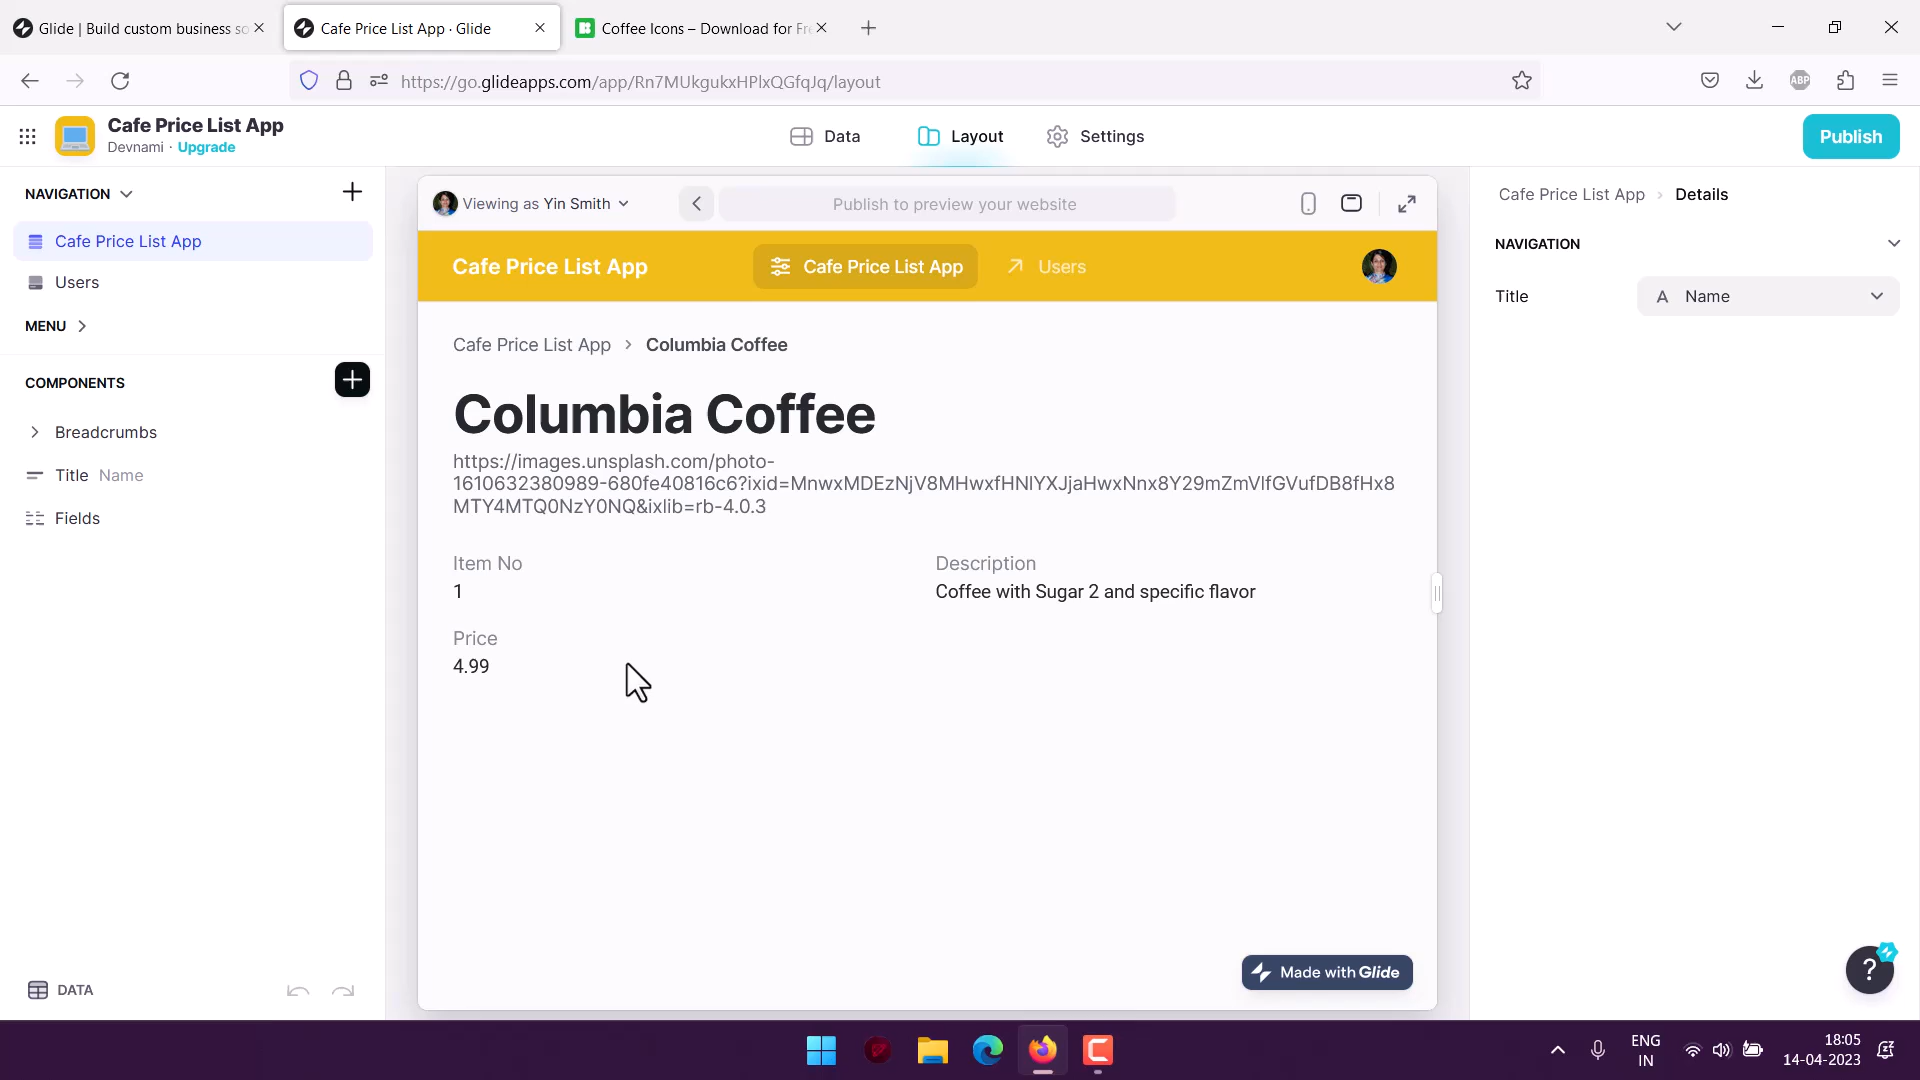 Glide | Build custom business so
Cafe Price List App · Glide
Coffee Icons – Download for Fre
https://go.glideapps.com/app/Rn7MUkgukxHPlxQGfqJq/layout
ABP
Cafe Price List App
Devnami · Upgrade
Data
Layout
Settings
Publish
NAVIGATION
Cafe Price List App
Users
MENU
COMPONENTS
Breadcrumbs
Title Name
Fields
DATA
Viewing as Yin Smith
Publish to preview your website
Cafe Price List App
Cafe Price List App
Users
Cafe Price List App > Columbia Coffee
Columbia Coffee
https://images.unsplash.com/photo-
1610632380989-680fe40816c6?ixid=MnwxMDEzNjV8MHwxfHNlYXJjaHwxNnx8Y29mZmVlfGVufDB8fHx8
MTY4MTQ0NzY0NQ&ixlib=rb-4.0.3
Item No
1
Description
Coffee with Sugar 2 and specific flavor
Price
4.99
Made with Glide
Cafe Price List App > Details
NAVIGATION
Title
A Name
?
ENG
IN
18:05
14-04-2023